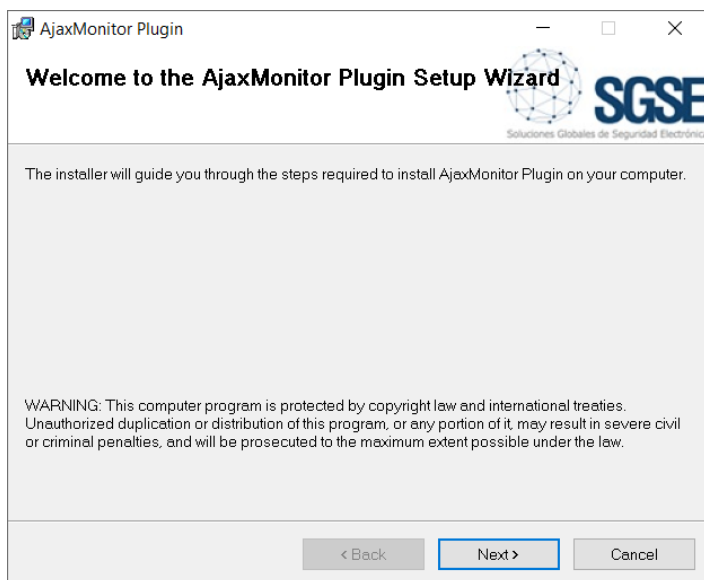 AjaxMonitor Plugin
Welcome to the AjaxMonitor Plugin Setup Wizard
SGSE
Soluciones Globales de Seguridad Electrónica
The installer will guide you through the steps required to install AjaxMonitor Plugin on your computer.
WARNING: This computer program is protected by copyright law and international treaties.
Unauthorized duplication or distribution of this program, or any portion of it, may result in severe civil
or criminal penalties, and will be prosecuted to the maximum extent possible under the law.
< Back
Next >
Cancel